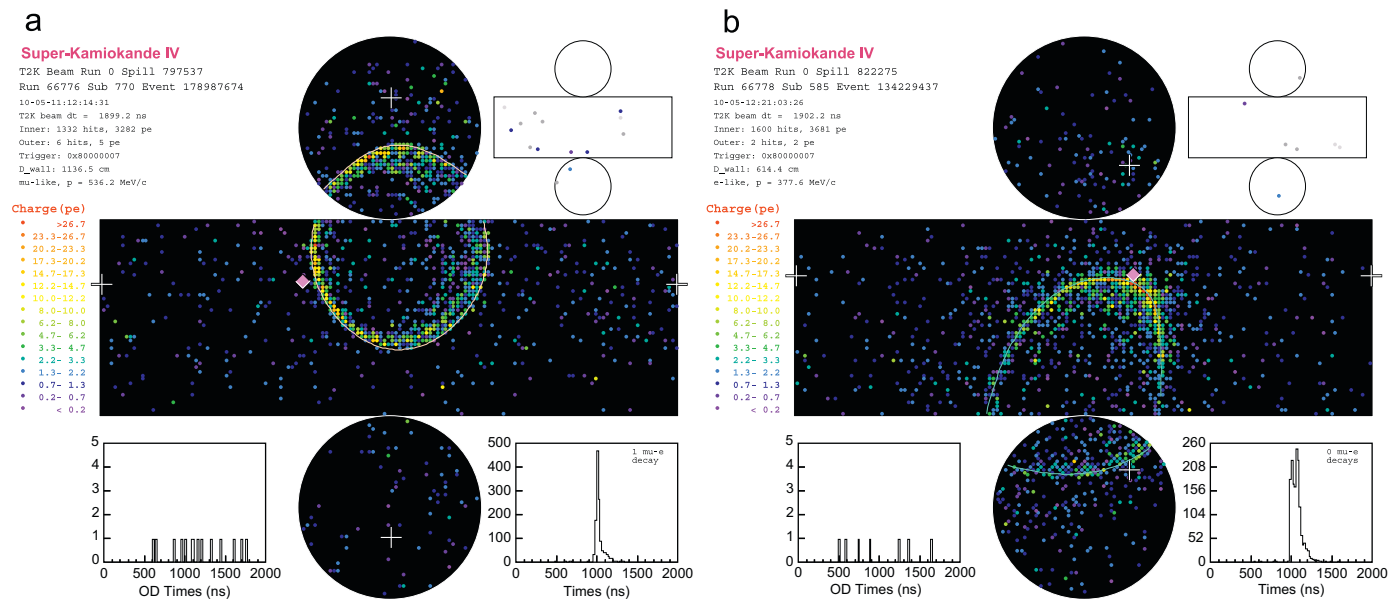 a
Super-Kamiokande IV
T2K Beam Run 0 Spill 797537
Run 66776 Sub 770 Event 178987674
10-05-11:12:14:31
T2K beam dt = 1899.2 ns
Inner: 1332 hits, 3282 pe
Outer: 6 hits, 5 pe
Trigger: 0x80000007
D_wall: 1136.5 cm
mu-like, p = 536.2 MeV/c
Charge(pe)
>26.7
23.3-26.7
20.2-23.3
17.3-20.2
14.7-17.3
12.2-14.7
10.0-12.2
8.0-10.0
6.2- 8.0
4.7- 6.2
3.3- 4.7
2.2- 3.3
1.3- 2.2
0.7- 1.3
0.2- 0.7
< 0.2
5
4
3
2
1
0
0 500 1000 1500 2000
OD Times (ns)
500
400
300
200
100
0
1 mu-e
decay
0 500 1000 1500 2000
Times (ns)
b
Super-Kamiokande IV
T2K Beam Run 0 Spill 822275
Run 66778 Sub 585 Event 134229437
10-05-12:21:03:26
T2K beam dt = 1902.2 ns
Inner: 1600 hits, 3681 pe
Outer: 2 hits, 2 pe
Trigger: 0x80000007
D_wall: 614.4 cm
e-like, p = 377.6 MeV/c
Charge(pe)
>26.7
23.3-26.7
20.2-23.3
17.3-20.2
14.7-17.3
12.2-14.7
10.0-12.2
8.0-10.0
6.2- 8.0
4.7- 6.2
3.3- 4.7
2.2- 3.3
1.3- 2.2
0.7- 1.3
0.2- 0.7
< 0.2
5
4
3
2
1
0
0 500 1000 1500 2000
OD Times (ns)
260
208
156
104
52
0
0 mu-e
decays
0 500 1000 1500 2000
Times (ns)